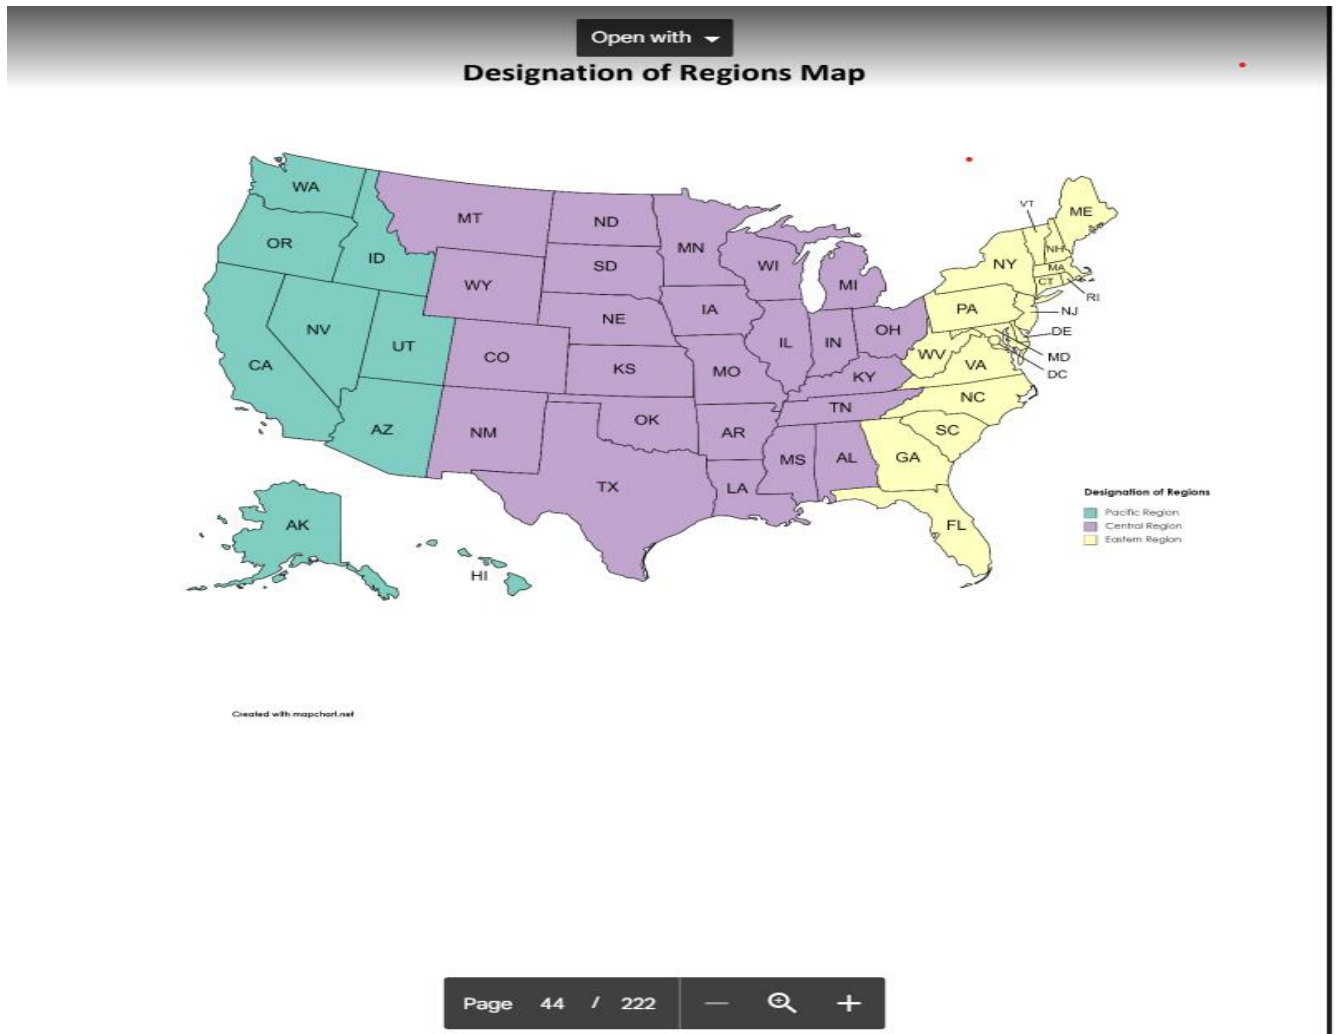 Open with
Designation of Regions Map
WA
OR
ID
MT
ND
MN
SD
WY
NE
IA
WI
MI
NV
UT
CA
CO
KS
MO
IL
IN
OH
KY
TN
AZ
NM
OK
AR
TX
LA
MS
AL
GA
SC
NC
VA
WV
PA
NY
VT
ME
NH
MA
CT
RI
NJ
DE
MD
DC
FL
AK
HI
Designation of Regions
Pacific Region
Central Region
Eastern Region
Created with mapchart.net
Page 44 / 222